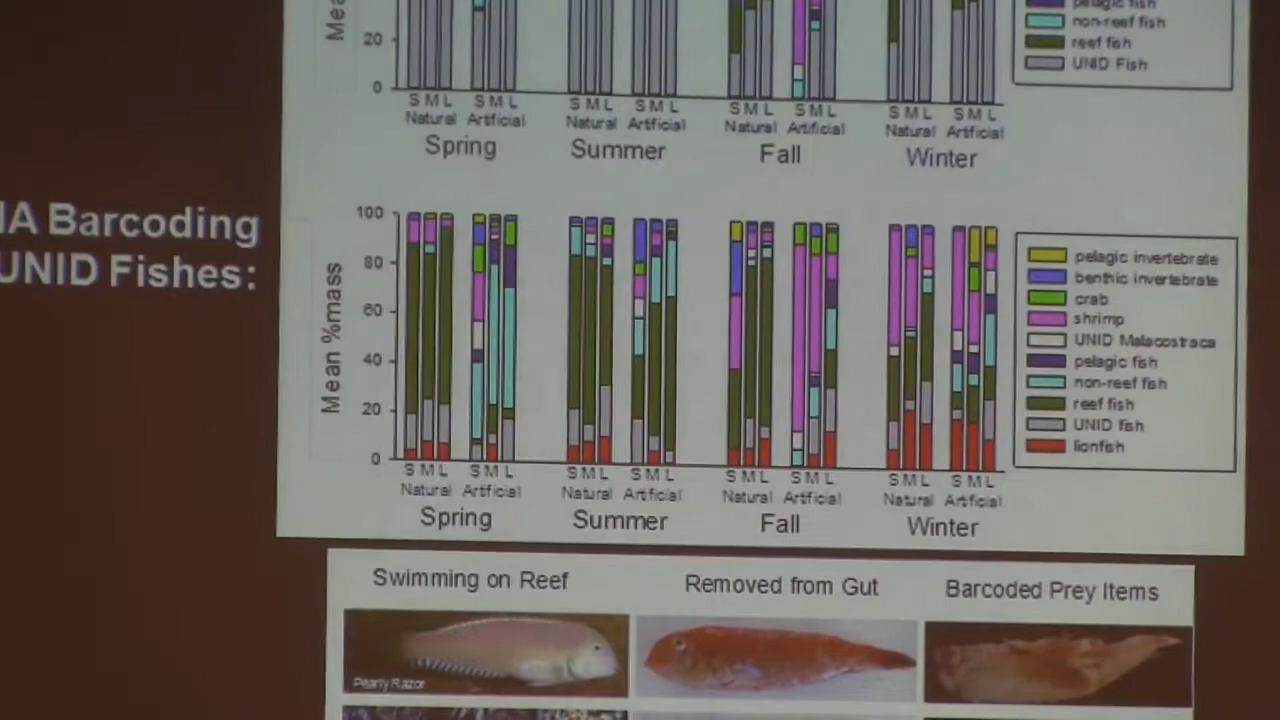 pelagic fish
non-reef fish
reef fish
UNID Fish
20
0
S M L S M L S M L S M L S M L S M L S M L S M L
Natural Artificial Natural Artificial Natural Artificial Natural Artificial
Spring Summer Fall Winter
Barcoding
UNID Fishes:
Mean %mass
100
80
60
40
20
0
pelagic invertebrate
benthic invertebrate
crab
shrimp
UNID Malacostraca
pelagic fish
non-reef fish
reef fish
UNID fish
lionfish
S M L S M L S M L S M L S M L S M L S M L S M L
Natural Artificial Natural Artificial Natural Artificial Natural Artificial
Spring Summer Fall Winter
Swimming on Reef Removed from Gut Barcoded Prey Items
Pearly Razor